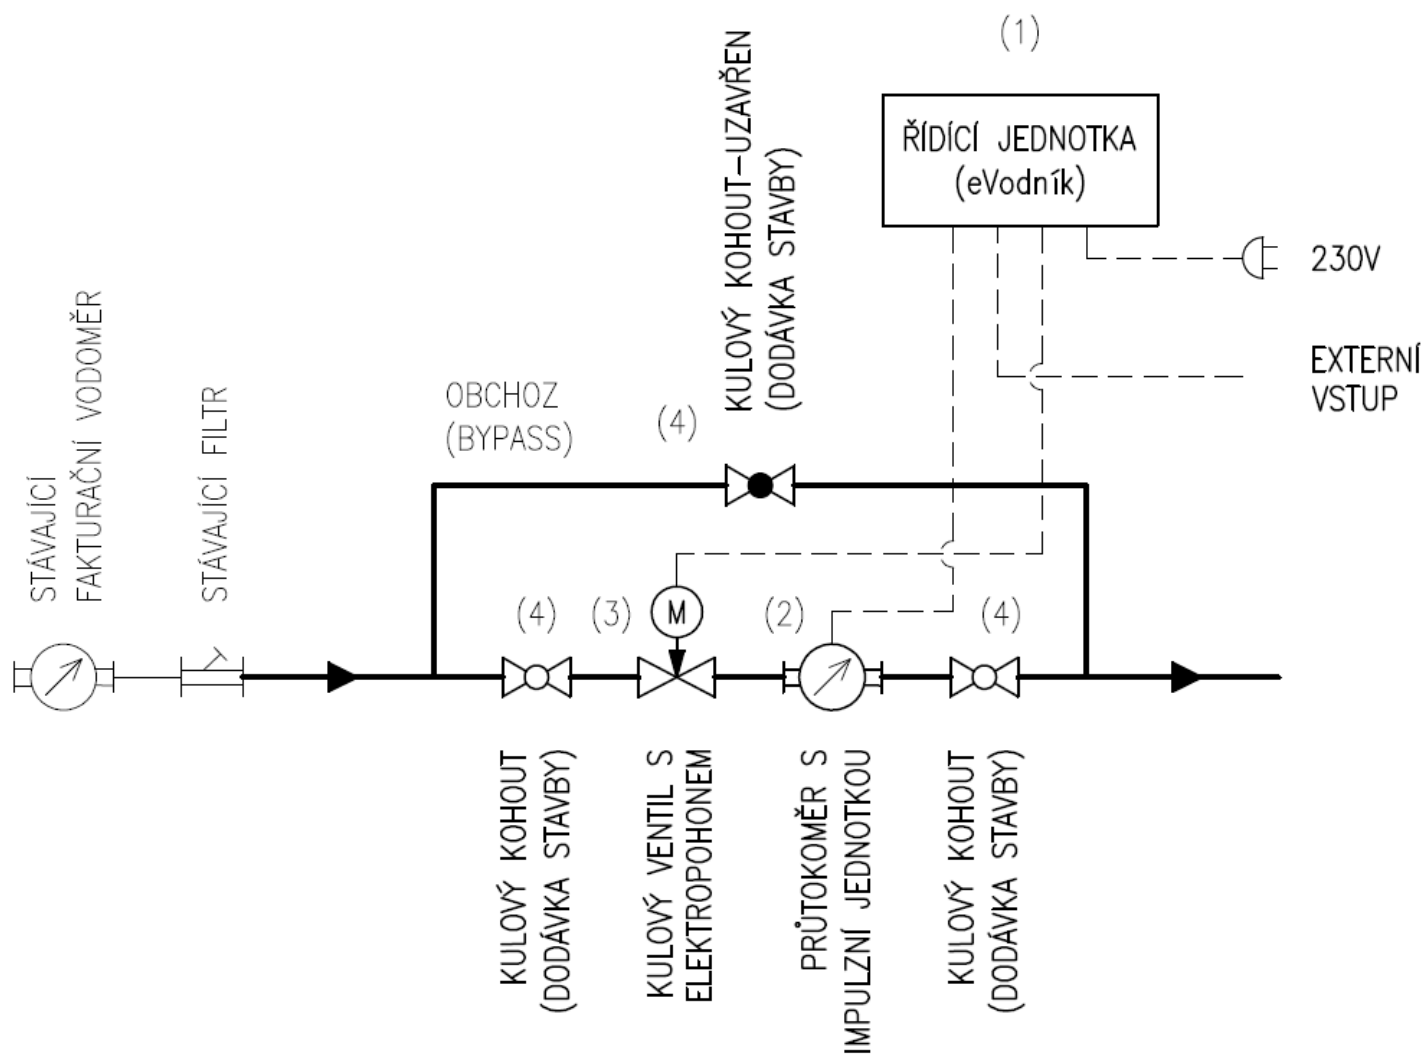 (1)
ŘÍDÍCÍ JEDNOTKA
(eVodník)
230V
EXTERNÍ
VSTUP
KULOVÝ KOHOUT-UZAVŘEN
(DODÁVKA STAVBY)
OBCHOZ
(BYPASS)
(4)
STÁVAJÍCÍ
FAKTURAČNÍ VODOMĚR
STÁVAJÍCÍ FILTR
(4)
(3)
M
(2)
(4)
KULOVÝ KOHOUT
(DODÁVKA STAVBY)
KULOVÝ VENTIL S
ELEKTROPOHONEM
PRŮTOKOMĚR S
IMPULZNÍ JEDNOTKOU
KULOVÝ KOHOUT
(DODÁVKA STAVBY)